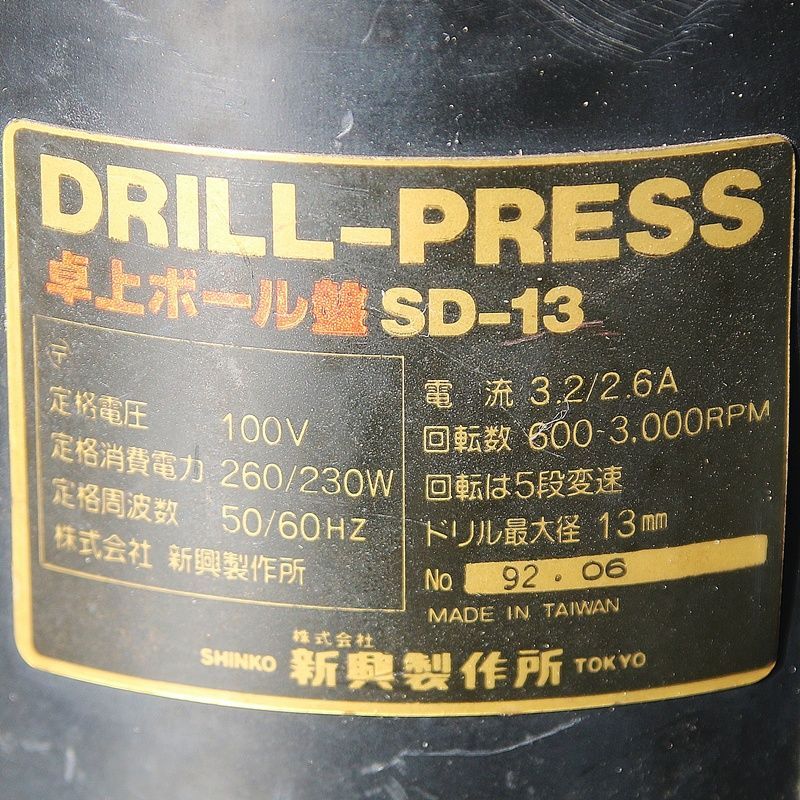 DRILL-PRESS
卓上ボール盤 SD-13
〒
定格電圧 100V
定格消費電力 260/230W
定格周波数 50/60HZ
株式会社 新興製作所
電 流 3.2/2.6A
回転数 600-3,000RPM
回転は5段変速
ドリル最大径 13mm
No 92.06
MADE IN TAIWAN
株式会社
SHINKO 新興製作所 TOKYO